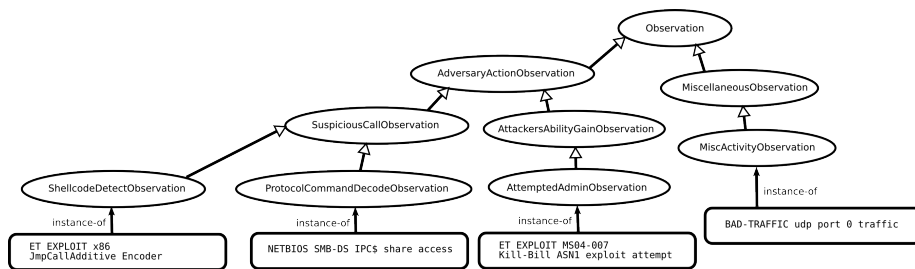 Observation
AdversaryActionObservation
MiscellaneousObservation
SuspiciousCallObservation
AttackersAbilityGainObservation
MiscActivityObservation
ShellcodeDetectObservation
ProtocolCommandDecodeObservation
AttemptedAdminObservation
instance-of
instance-of
instance-of
instance-of
BAD-TRAFFIC udp port 0 traffic
ET EXPLOIT x86
JmpCallAdditive Encoder
NETBIOS SMB-DS IPC$ share access
ET EXPLOIT MS04-007
Kill-Bill ASN1 exploit attempt